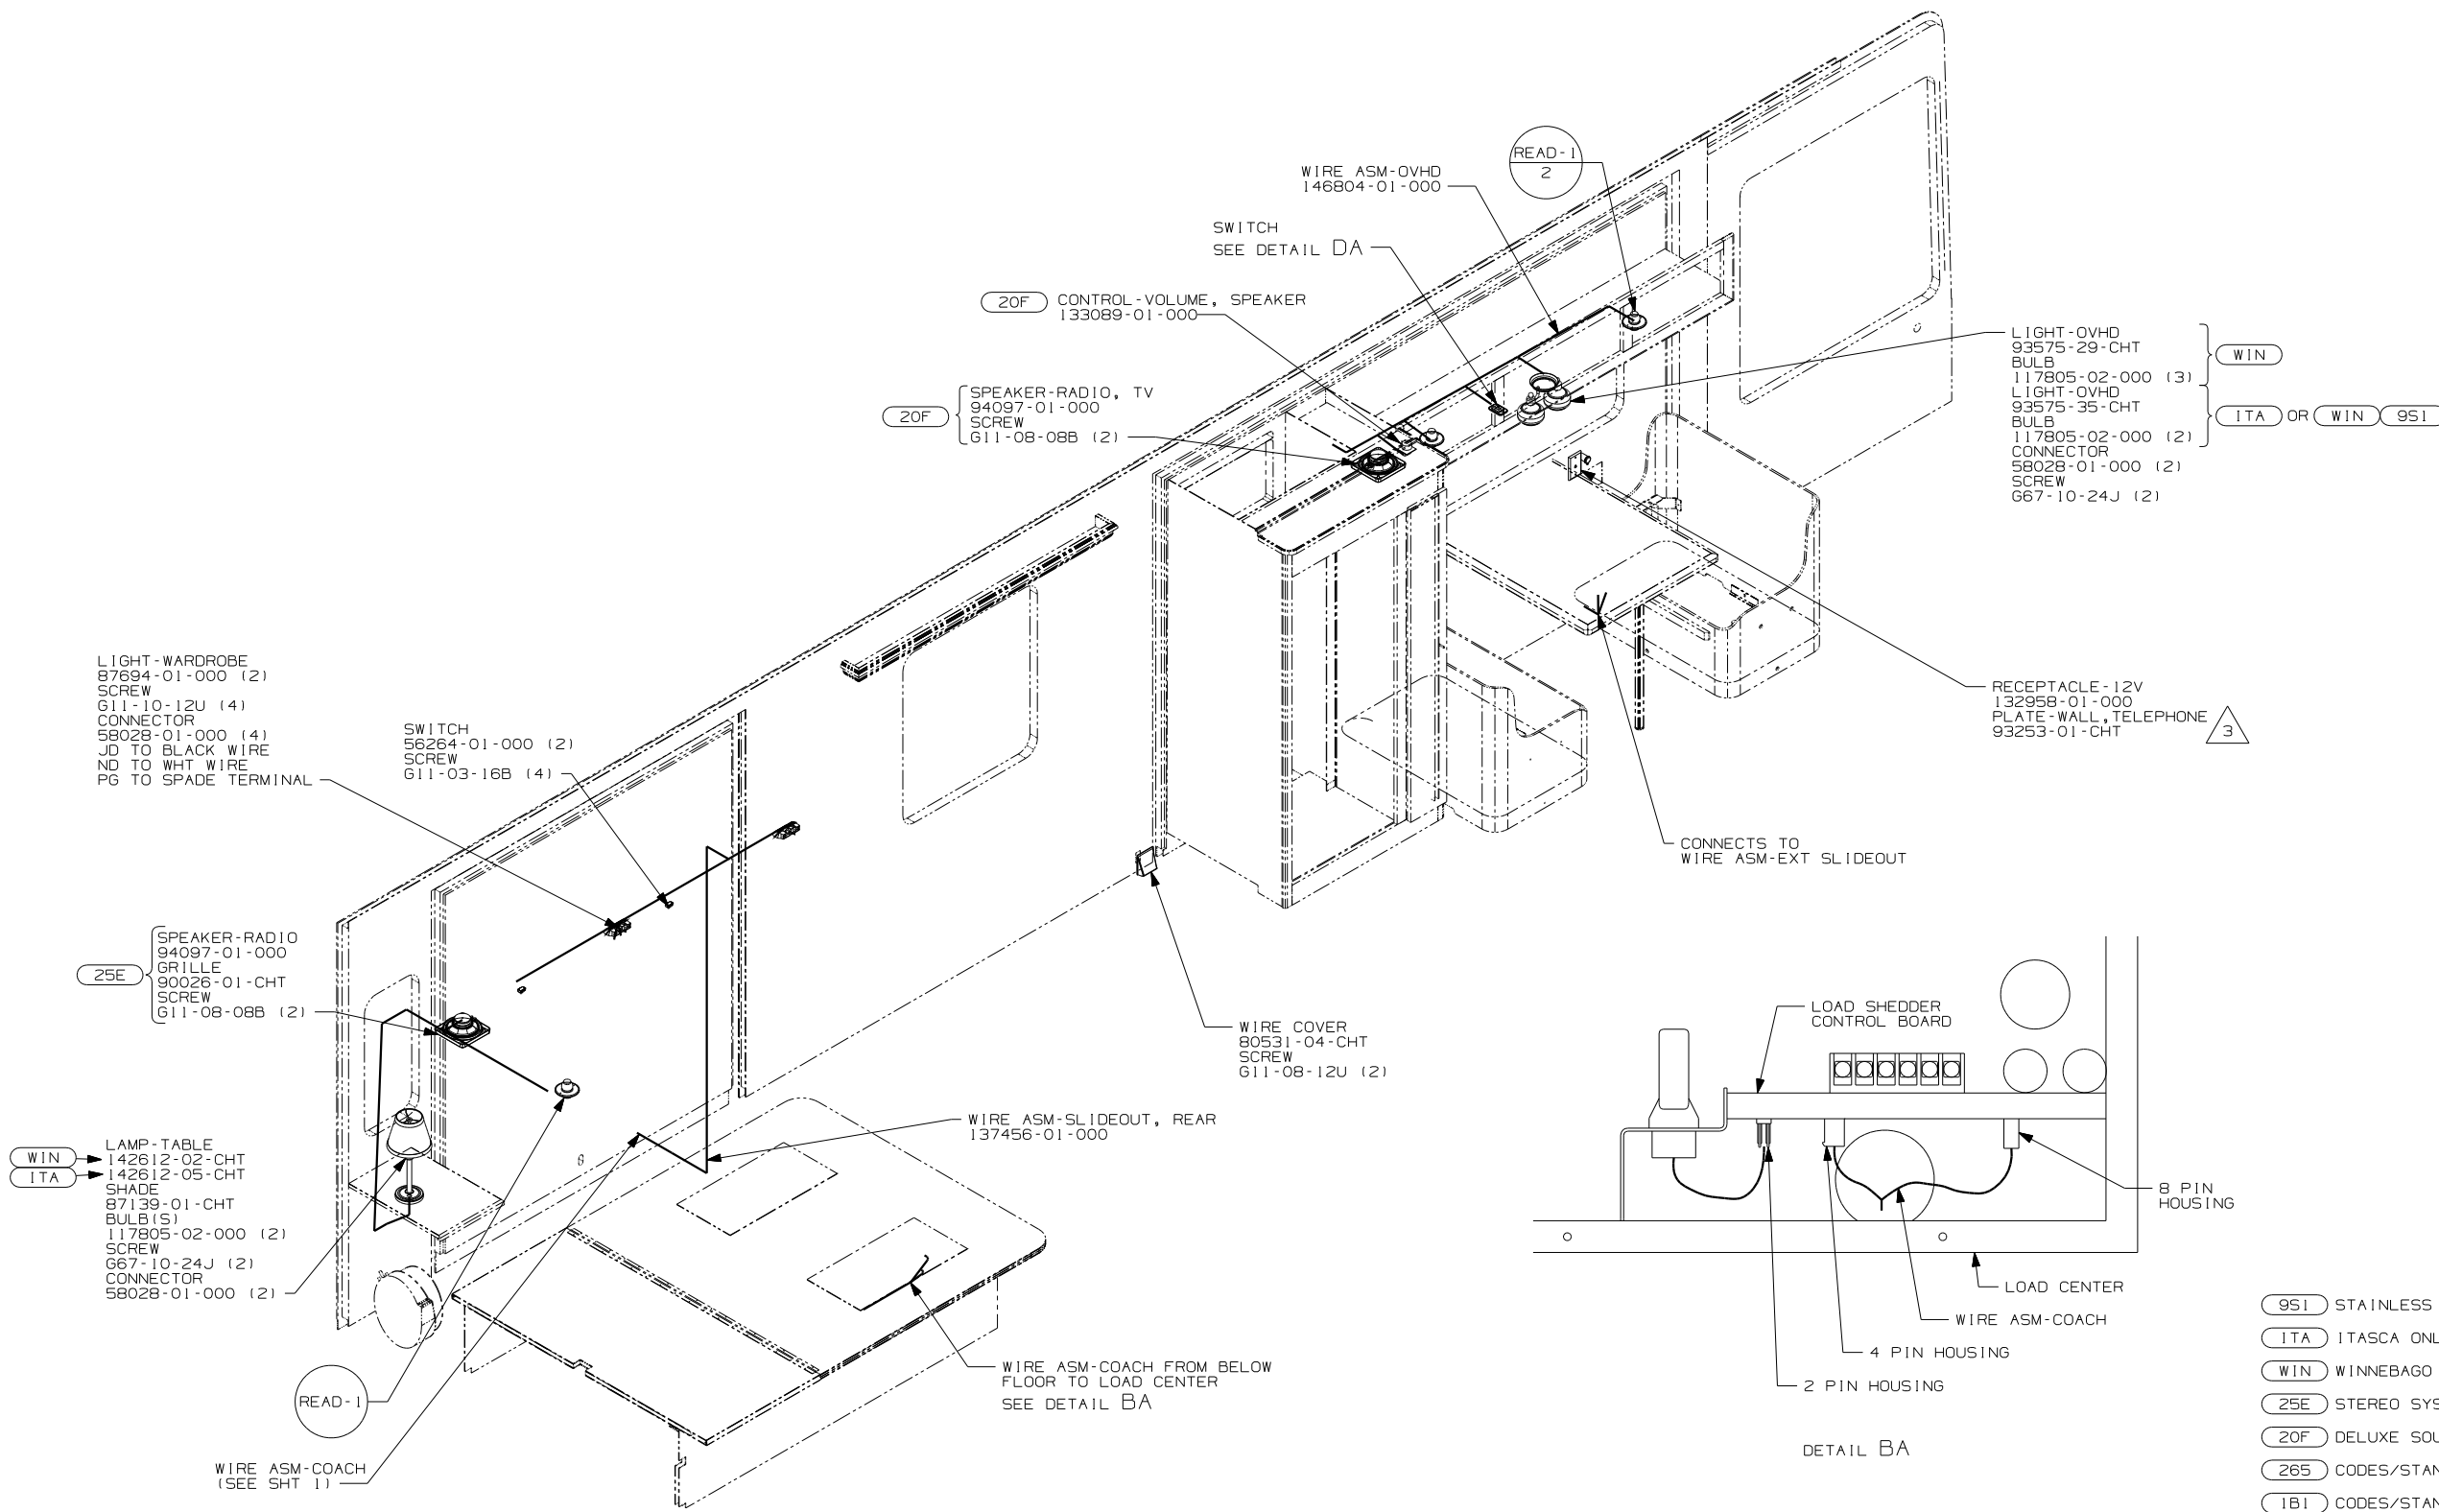 READ-1
2
WIRE ASM-OVHD
146804-01-000
SWITCH
SEE DETAIL DA
20F
CONTROL-VOLUME, SPEAKER
133089-01-000
20F
SPEAKER-RADIO, TV
94097-01-000
SCREW
G11-08-08B (2)
LIGHT-OVHD
93575-29-CHT
BULB
117805-02-000 (3)
WIN
LIGHT-OVHD
93575-35-CHT
BULB
117805-02-000 (2)
ITA OR WIN 9S1
CONNECTOR
58028-01-000 (2)
SCREW
G67-10-24J (2)
LIGHT-WARDROBE
87694-01-000 (2)
SCREW
G11-10-12U (4)
CONNECTOR
58028-01-000 (4)
JD TO BLACK WIRE
ND TO WHT WIRE
PG TO SPADE TERMINAL
SWITCH
56264-01-000 (2)
SCREW
G11-03-16B (4)
RECEPTACLE-12V
132958-01-000
PLATE-WALL, TELEPHONE
93253-01-CHT
3
CONNECTS TO
WIRE ASM-EXT SLIDEOUT
25E
SPEAKER-RADIO
94097-01-000
GRILLE
90026-01-CHT
SCREW
G11-08-08B (2)
WIRE COVER
80531-04-CHT
SCREW
G11-08-12U (2)
WIRE ASM-SLIDEOUT, REAR
137456-01-000
LAMP-TABLE
WIN 142612-02-CHT
ITA 142612-05-CHT
SHADE
87139-01-CHT
BULB(S)
117805-02-000 (2)
SCREW
G67-10-24J (2)
CONNECTOR
58028-01-000 (2)
READ-1
WIRE ASM-COACH
(SEE SHT 1)
WIRE ASM-COACH FROM BELOW
FLOOR TO LOAD CENTER
SEE DETAIL BA
LOAD SHEDDER
CONTROL BOARD
8 PIN
HOUSING
LOAD CENTER
WIRE ASM-COACH
4 PIN HOUSING
2 PIN HOUSING
DETAIL BA
9S1 STAINLESS
ITA ITASCA
WIN WINNEBAGO
25E STEREO
20F DELUXE
265
1B1